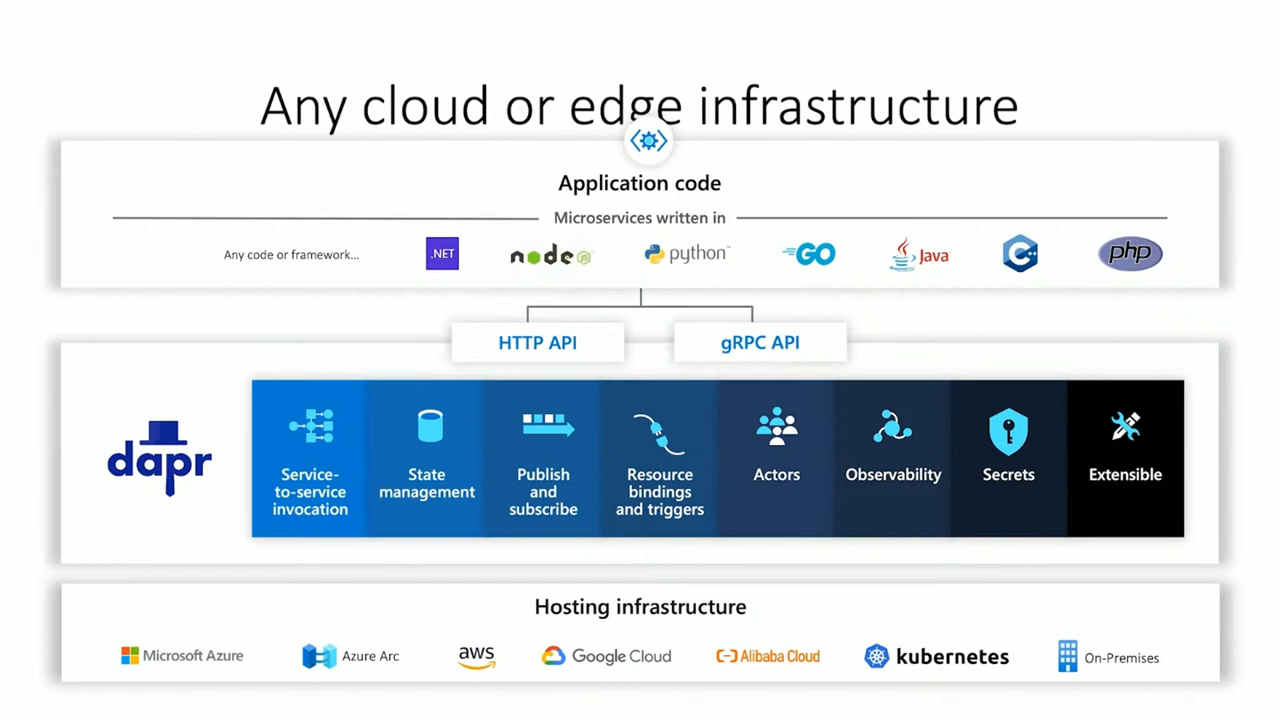 Any cloud or edge infrastructure
Application code
Microservices written in
Any code or framework...
.NET
node JS
python™
GO
Java
C++
php
HTTP API
gRPC API
dapr
Service-
to-service
invocation
State
management
Publish
and
subscribe
Resource
bindings
and triggers
Actors
Observability
Secrets
Extensible
Hosting infrastructure
Microsoft Azure
Azure Arc
aws
Google Cloud
Alibaba Cloud
kubernetes
On-Premises